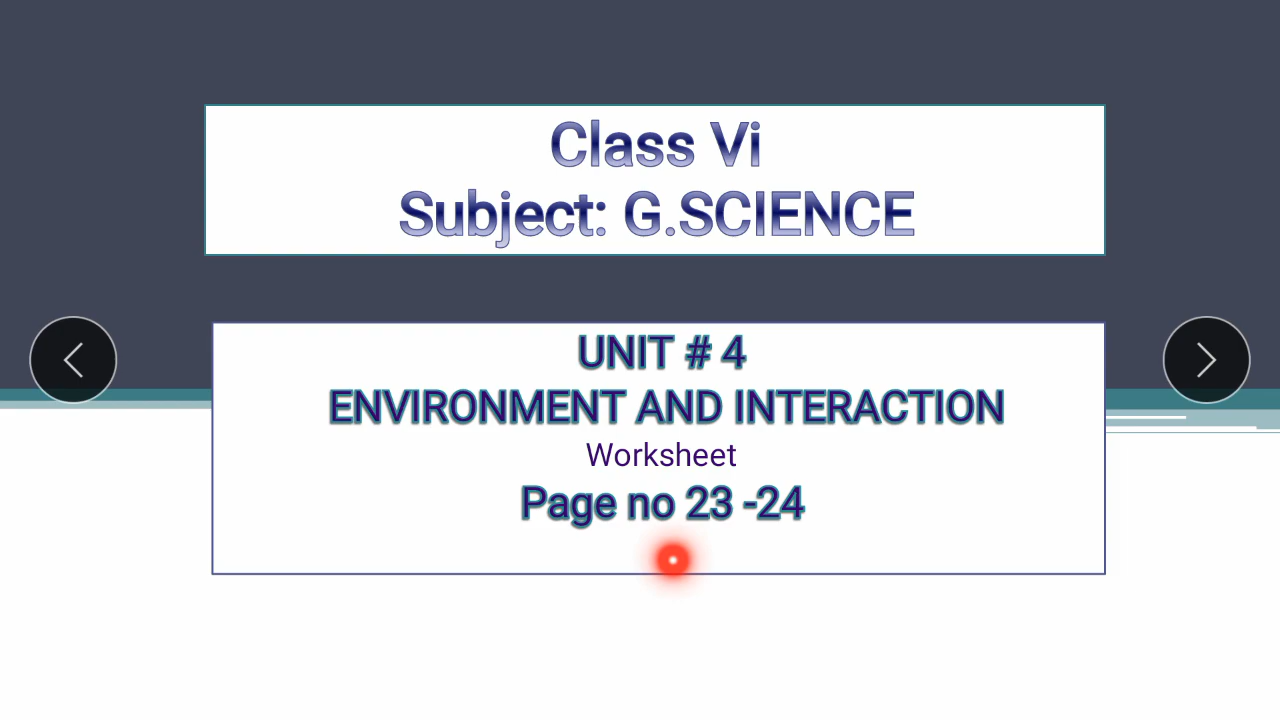 Class Vi
Subject: G.SCIENCE
UNIT # 4
ENVIRONMENT AND INTERACTION
Worksheet
Page no 23 -24